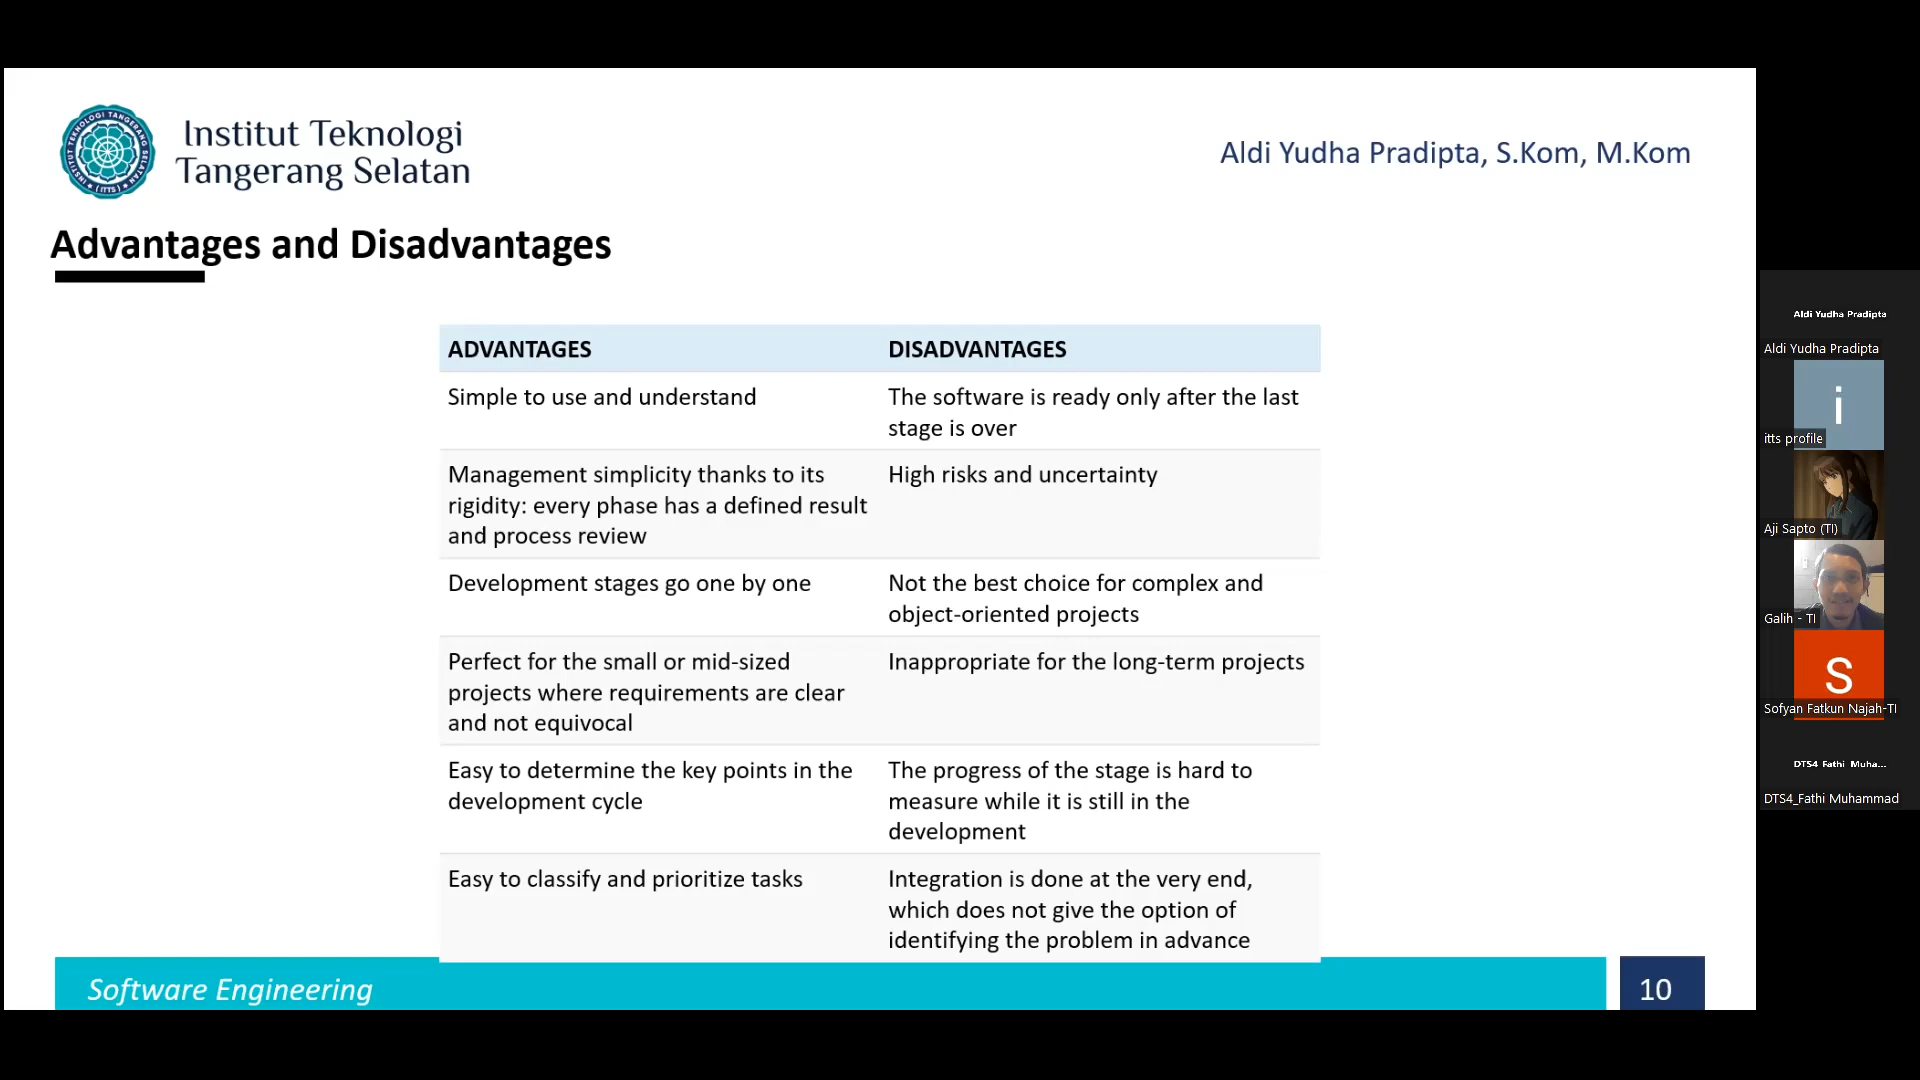 Institut Teknologi
Tangerang Selatan
INSTITUT TEKNOLOGI TANGERANG SELATAN
(ITTS)
Aldi Yudha Pradipta, S.Kom, M.Kom
Advantages and Disadvantages
ADVANTAGES
DISADVANTAGES
Simple to use and understand
The software is ready only after the last
stage is over
Management simplicity thanks to its
rigidity: every phase has a defined result
and process review
High risks and uncertainty
Development stages go one by one
Not the best choice for complex and
object-oriented projects
Perfect for the small or mid-sized
projects where requirements are clear
and not equivocal
Inappropriate for the long-term projects
Easy to determine the key points in the
development cycle
The progress of the stage is hard to
measure while it is still in the
development
Easy to classify and prioritize tasks
Integration is done at the very end,
which does not give the option of
identifying the problem in advance
Software Engineering
10
Aldi Yudha Pradipta
Aldi Yudha Pradipta
i
itts profile
Aji Sapto (TI)
Galih - TI
S
Sofyan Fatkun Najah-TI
DTS4_Fathi Muha...
DTS4_Fathi Muhammad